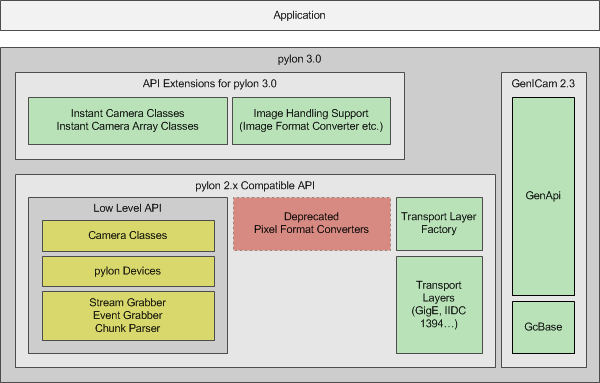 Application
pylon 3.0
API Extensions for pylon 3.0
Instant Camera Classes
Instant Camera Array Classes
Image Handling Support
(Image Format Converter etc.)
GenICam 2.3
GenApi
GcBase
pylon 2.x Compatible API
Low Level API
Camera Classes
pylon Devices
Stream Grabber
Event Grabber
Chunk Parser
Deprecated
Pixel Format Converters
Transport Layer
Factory
Transport
Layers
(GigE, IIDC
1394…)